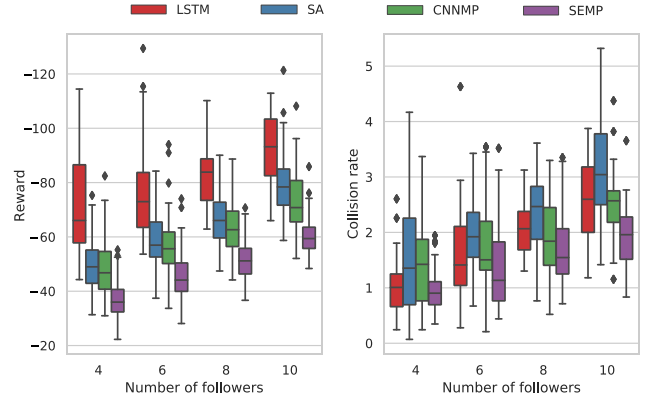 LSTM SA CNNMP SEMP
Reward
−120
−100
−80
−60
−40
−20
4 6 8 10
Number of followers
Collision rate
5
4
3
2
1
0
4 6 8 10
Number of followers